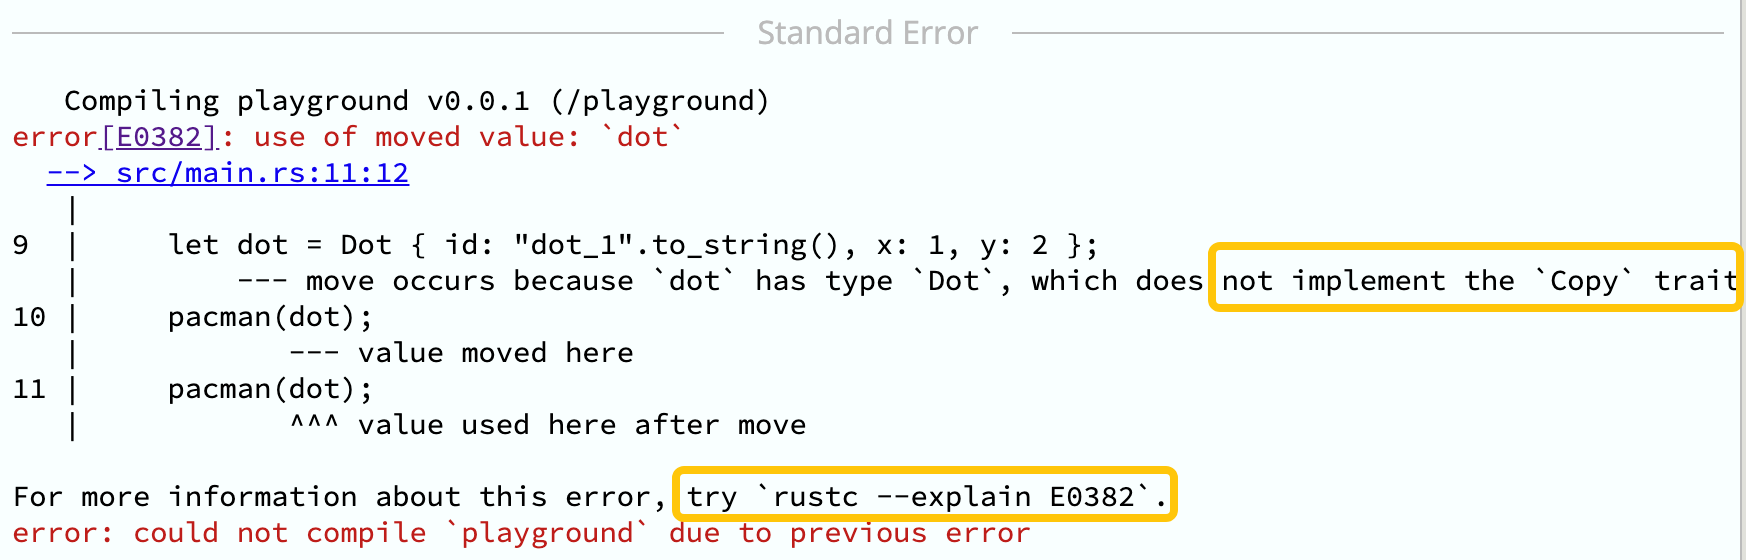 Standard Error
Compiling playground v0.0.1 (/playground)
error[E0382]: use of moved value: `dot`
--> src/main.rs:11:12
|
9 | let dot = Dot { id: "dot_1".to_string(), x: 1, y: 2 };
| --- move occurs because `dot` has type `Dot`, which does not implement the `Copy` trait
10 | pacman(dot);
| --- value moved here
11 | pacman(dot);
| ^^^ value used here after move
For more information about this error, try `rustc --explain E0382`.
error: could not compile `playground` due to previous error